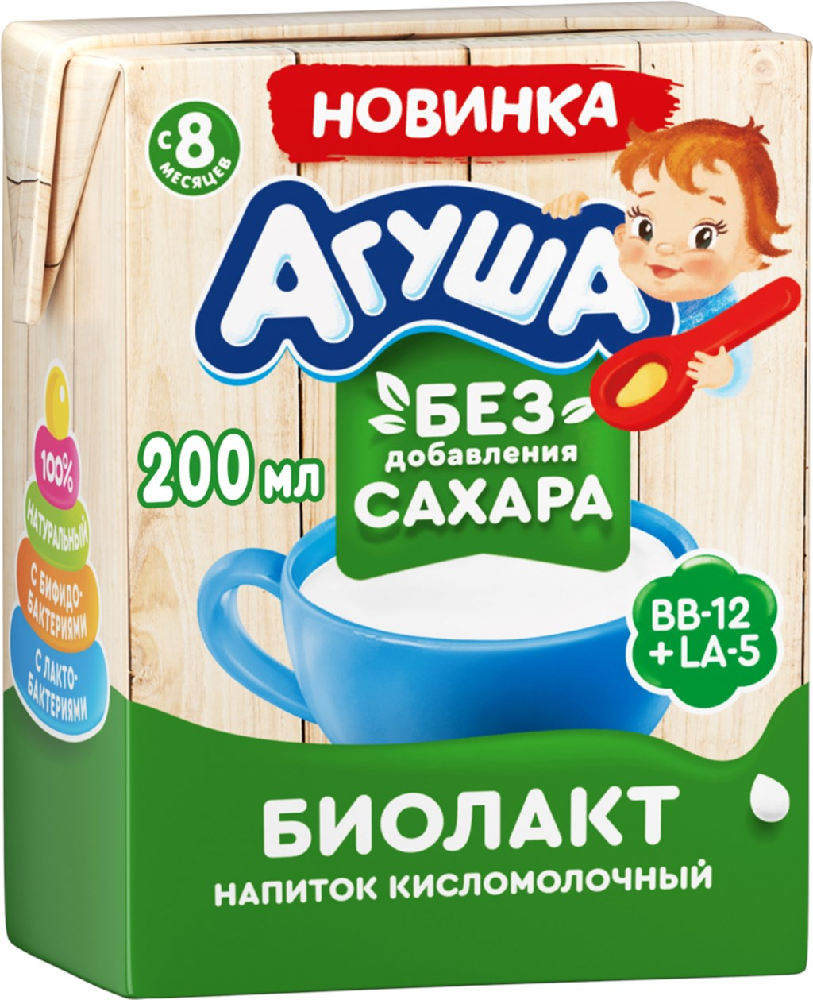 НОВИНКА
с 8
МЕСЯЦЕВ
Агуша
БЕЗ
добавления
САХАРА
200 мл
100%
НАТУРАЛЬНЫЙ
С БИФИДО-
БАКТЕРИЯМИ
С ЛАКТО-
БАКТЕРИЯМИ
BB-12
+LA-5
БИОЛАКТ
НАПИТОК КИСЛОМОЛОЧНЫЙ